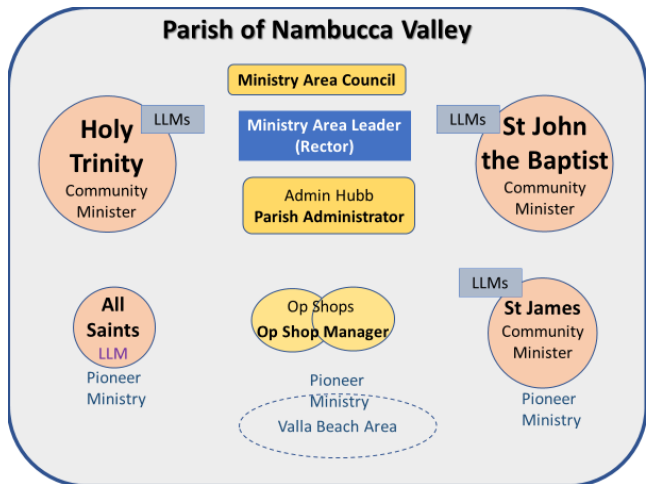 Parish of Nambucca Valley
Ministry Area Council
LLMs
Holy
Trinity
Community
Minister
Ministry Area Leader
(Rector)
LLMs
St John
the Baptist
Community
Minister
Admin Hubb
Parish Administrator
All
Saints
LLM
Pioneer
Ministry
Op Shops
Op Shop Manager
LLMs
St James
Community
Minister
Pioneer
Ministry
Pioneer
Ministry
Valla Beach Area